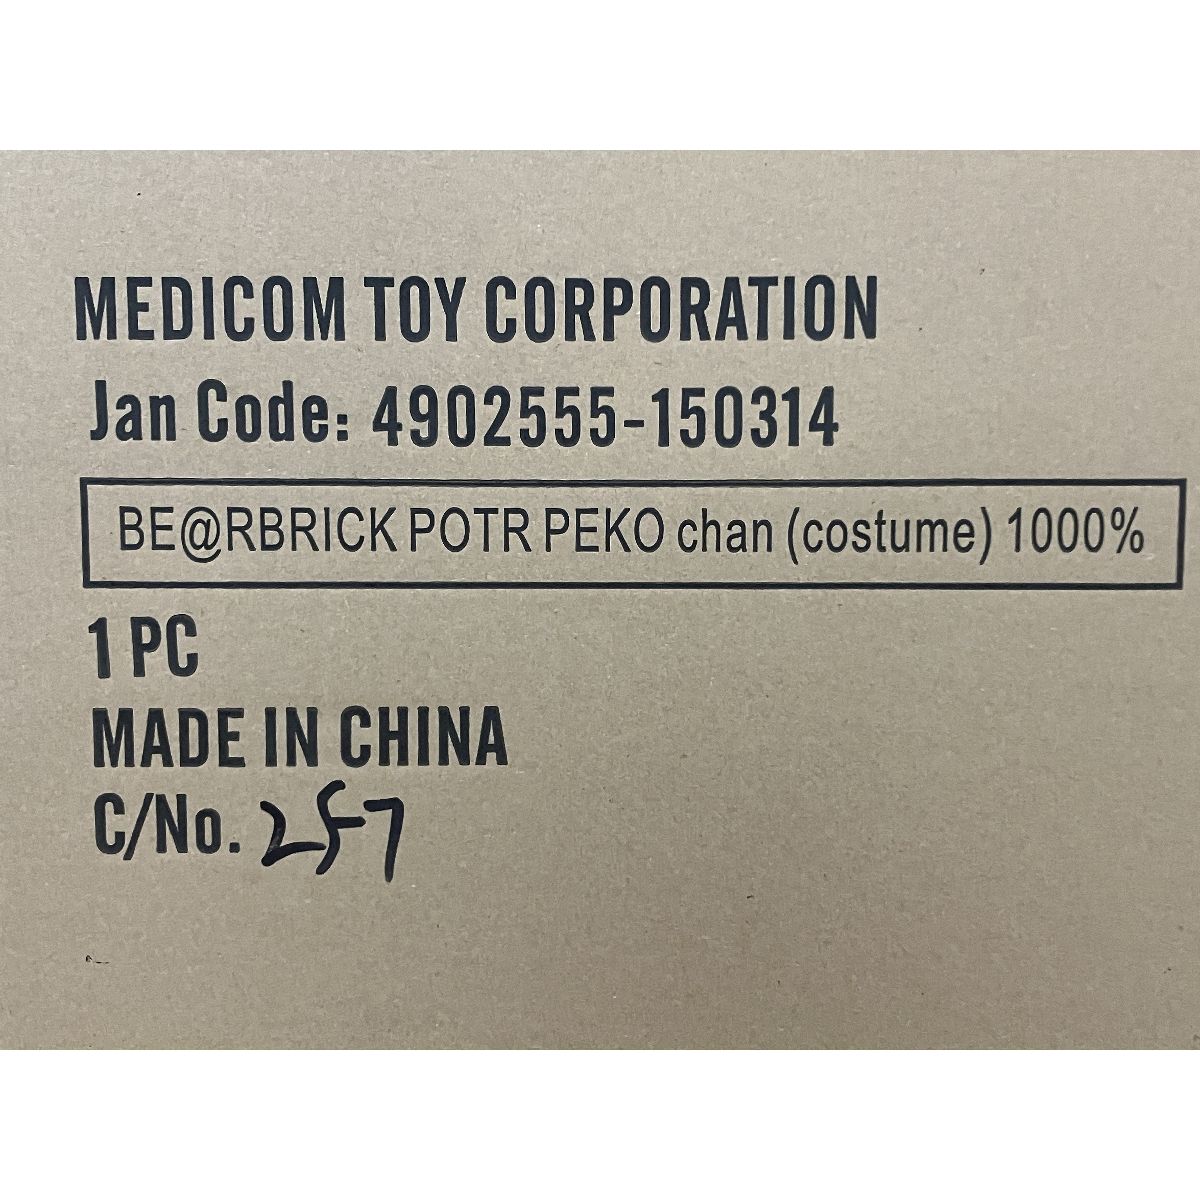 MEDICOM TOY CORPORATION
Jan Code: 4902555-150314
BE@RBRICK POTR PEKO chan (costume) 1000%
1 PC
MADE IN CHINA
C/No.